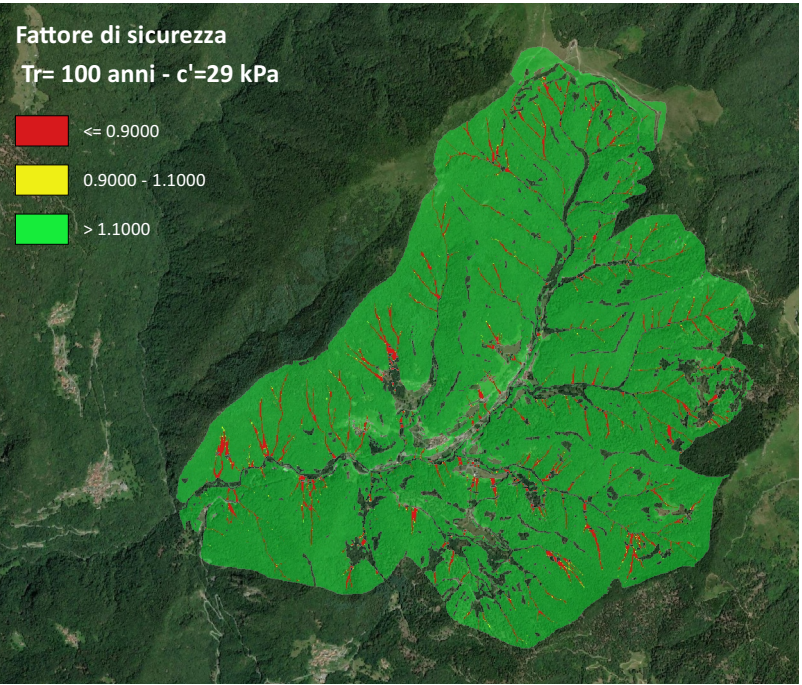 Fattore di sicurezza
Tr= 100 anni - c'=29 kPa
<= 0.9000
0.9000 - 1.1000
> 1.1000